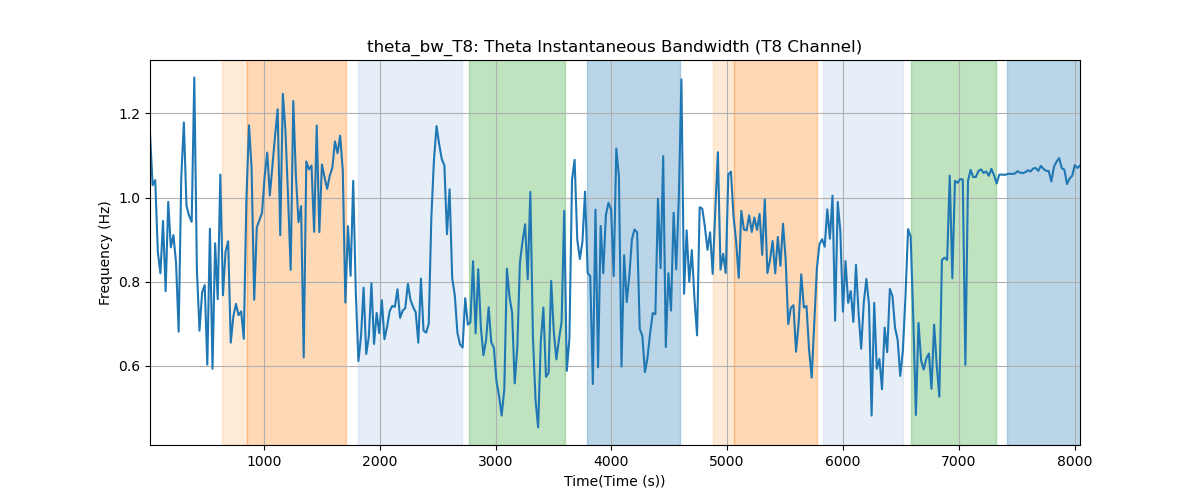 theta_bw_T8: Theta Instantaneous Bandwidth (T8 Channel)
Frequency (Hz)
1.2
1.0
0.8
0.6
1000 2000 3000 4000 5000 6000 7000 8000
Time(Time (s))